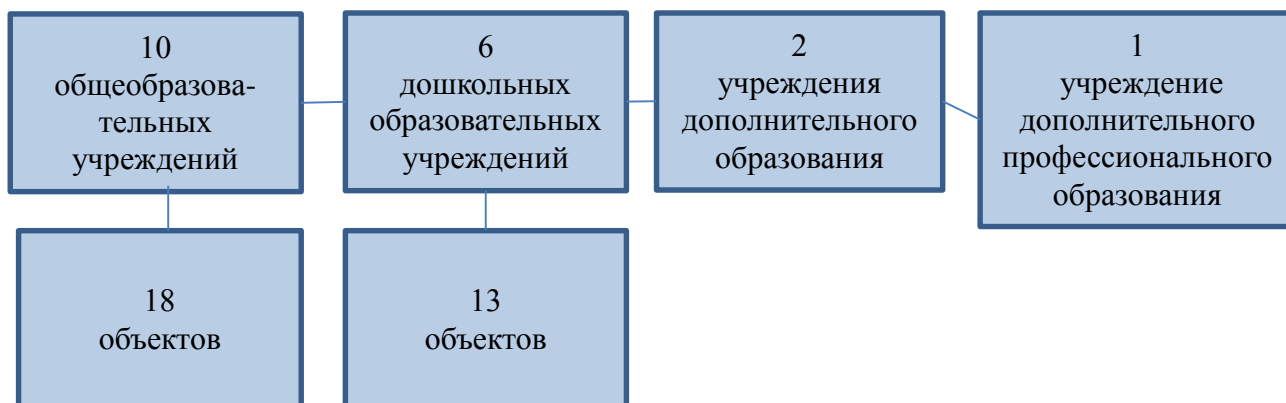 10
общеобразова-
тельных
учреждений
6
дошкольных
образовательных
учреждений
2
учреждения
дополнительного
образования
1
учреждение
дополнительного
профессионального
образования
18
объектов
13
объектов